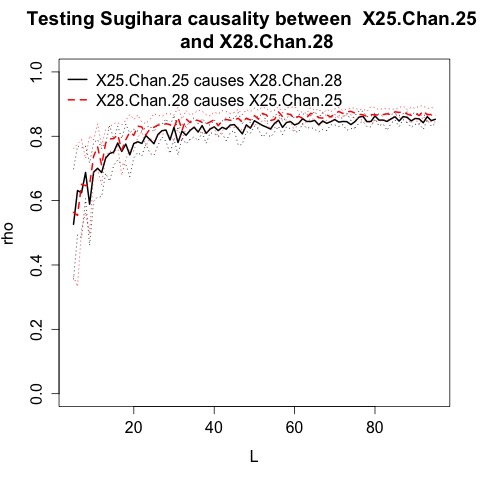 Testing Sugihara causality between  X25.Chan.25
and X28.Chan.28
X25.Chan.25 causes X28.Chan.28
X28.Chan.28 causes X25.Chan.25
1.0
0.8
0.6
0.4
0.2
0.0
rho
20 40 60 80
L